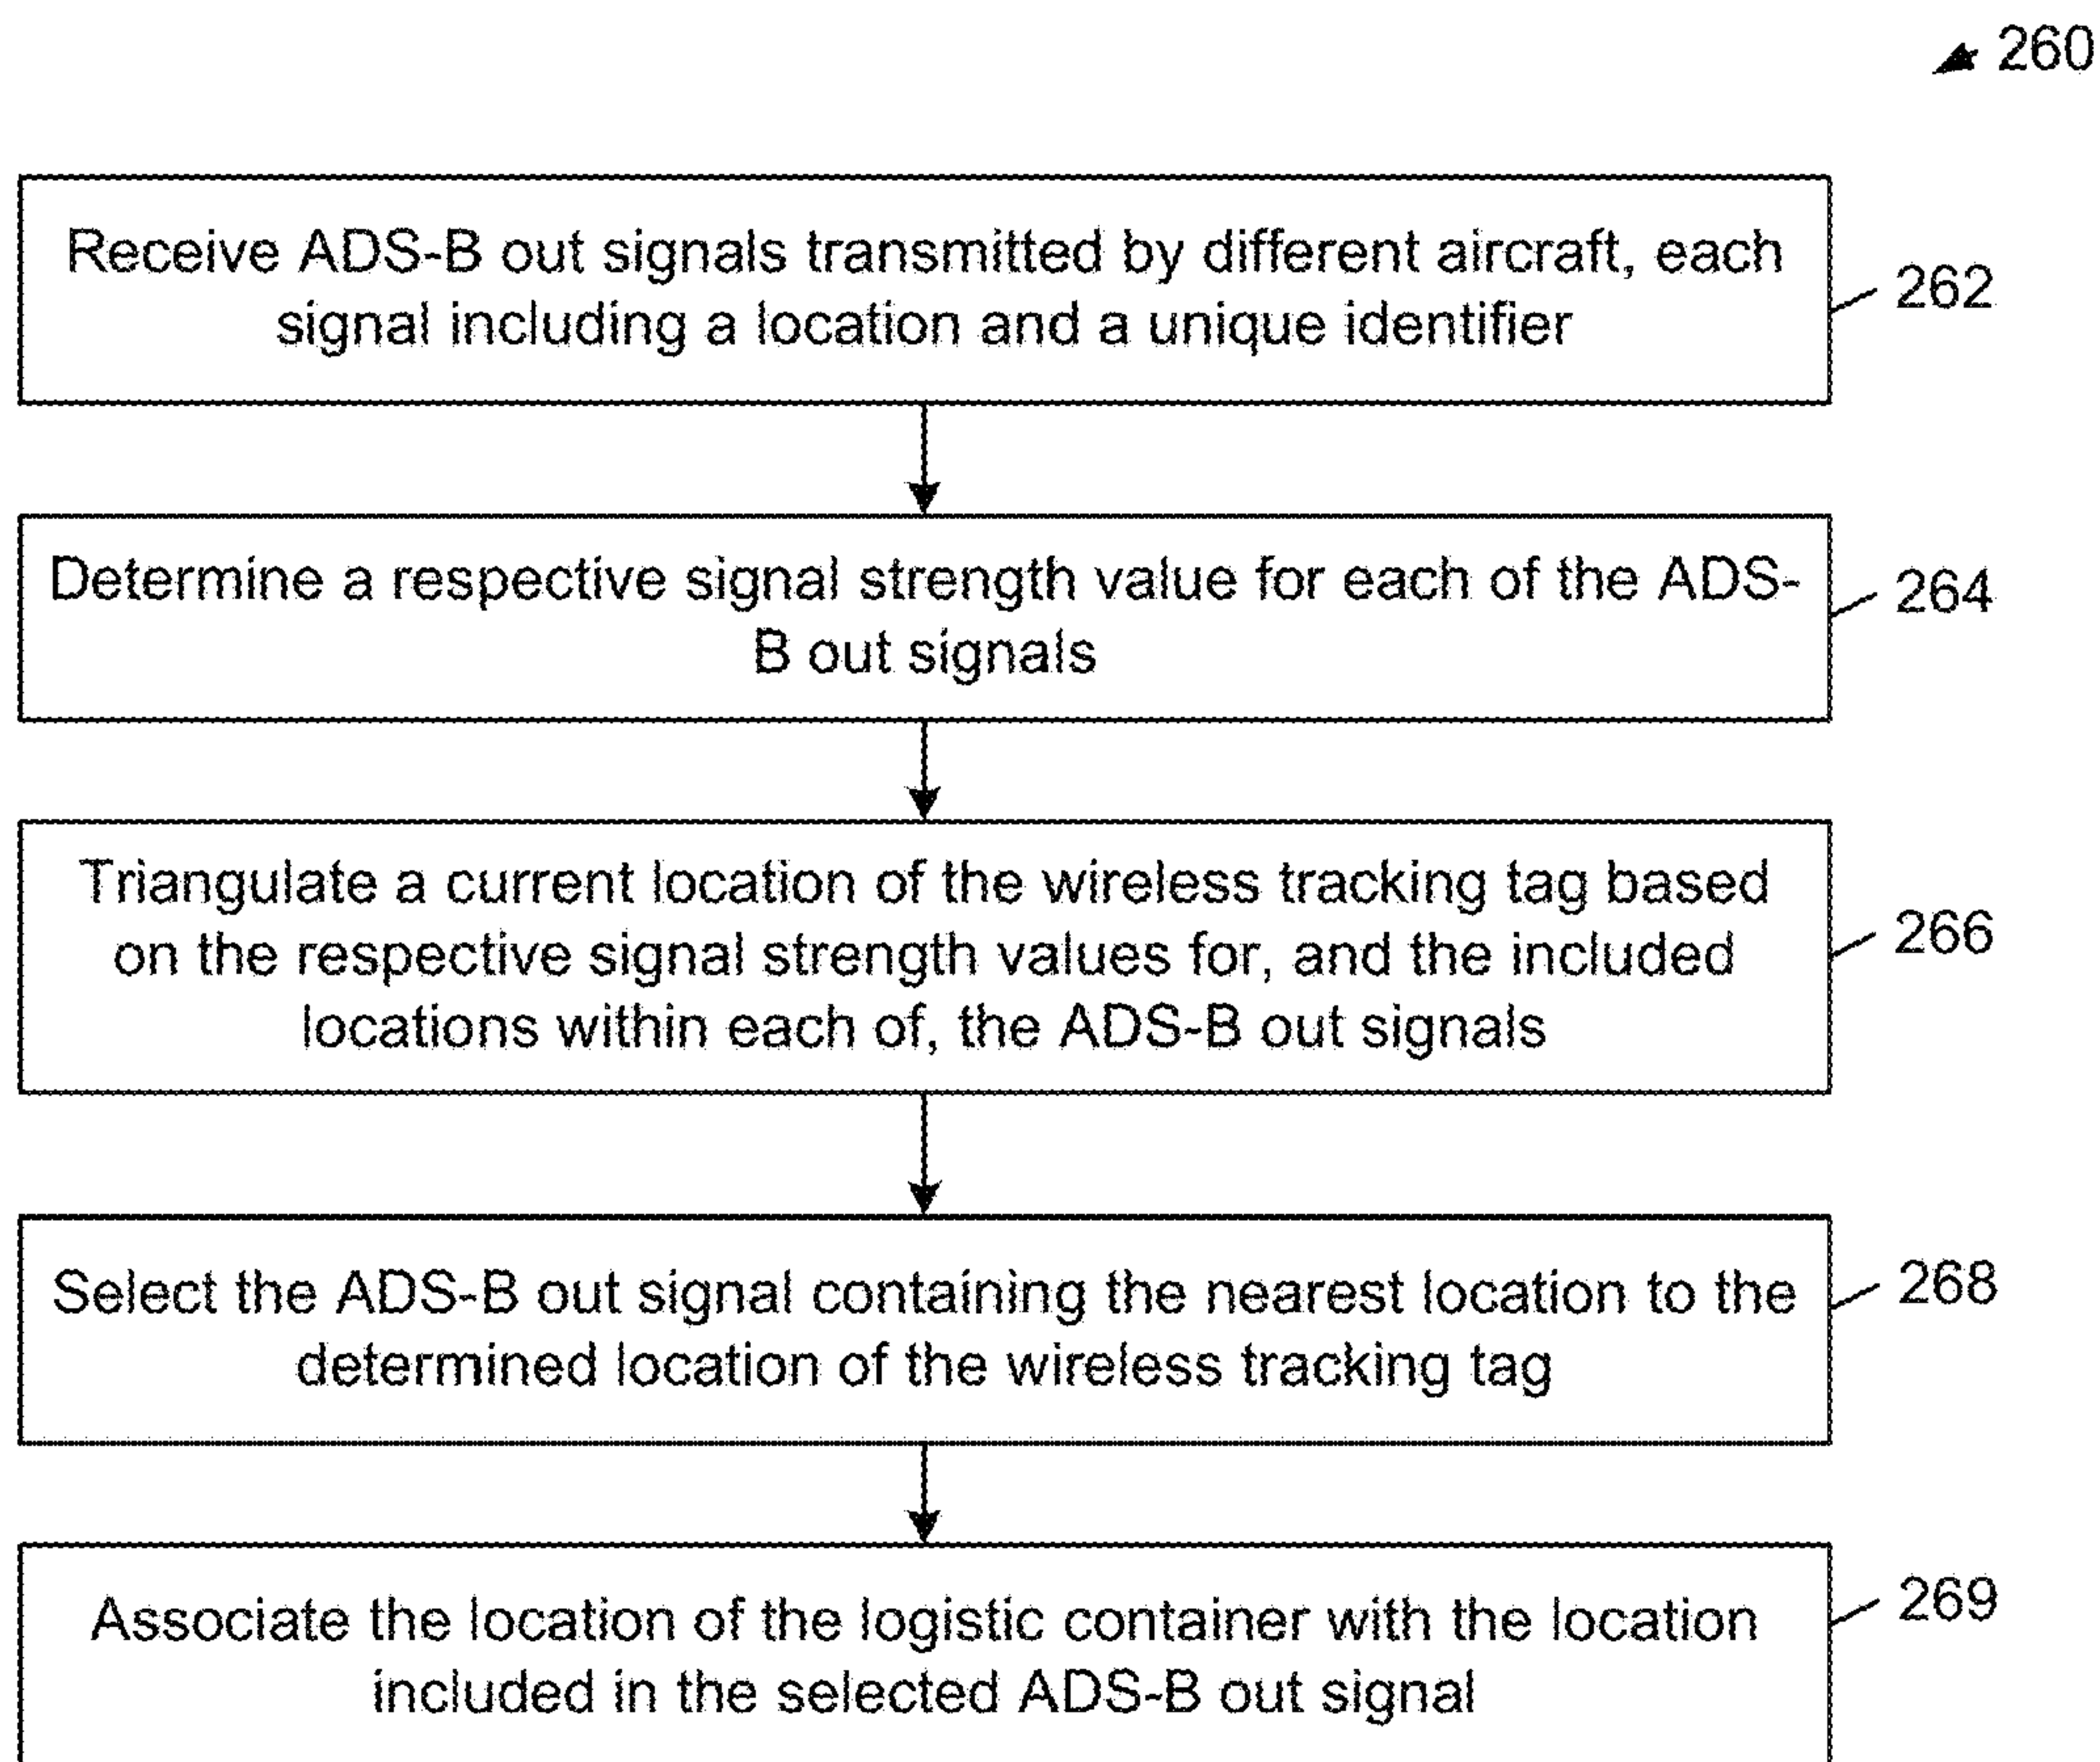 260
Receive ADS-B out signals transmitted by different aircraft, each
signal including a location and a unique identifier
262
Determine a respective signal strength value for each of the ADS-
B out signals
264
Triangulate a current location of the wireless tracking tag based
on the respective signal strength values for, and the included
locations within each of, the ADS-B out signals
266
Select the ADS-B out signal containing the nearest location to the
determined location of the wireless tracking tag
268
Associate the location of the logistic container with the location
included in the selected ADS-B out signal
269